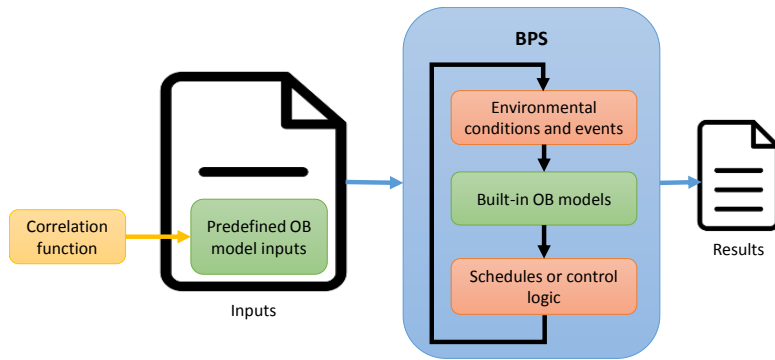 BPS
Environmental
conditions and events
Built-in OB models
Schedules or control
logic
Correlation
function
Predefined OB
model inputs
Inputs
Results